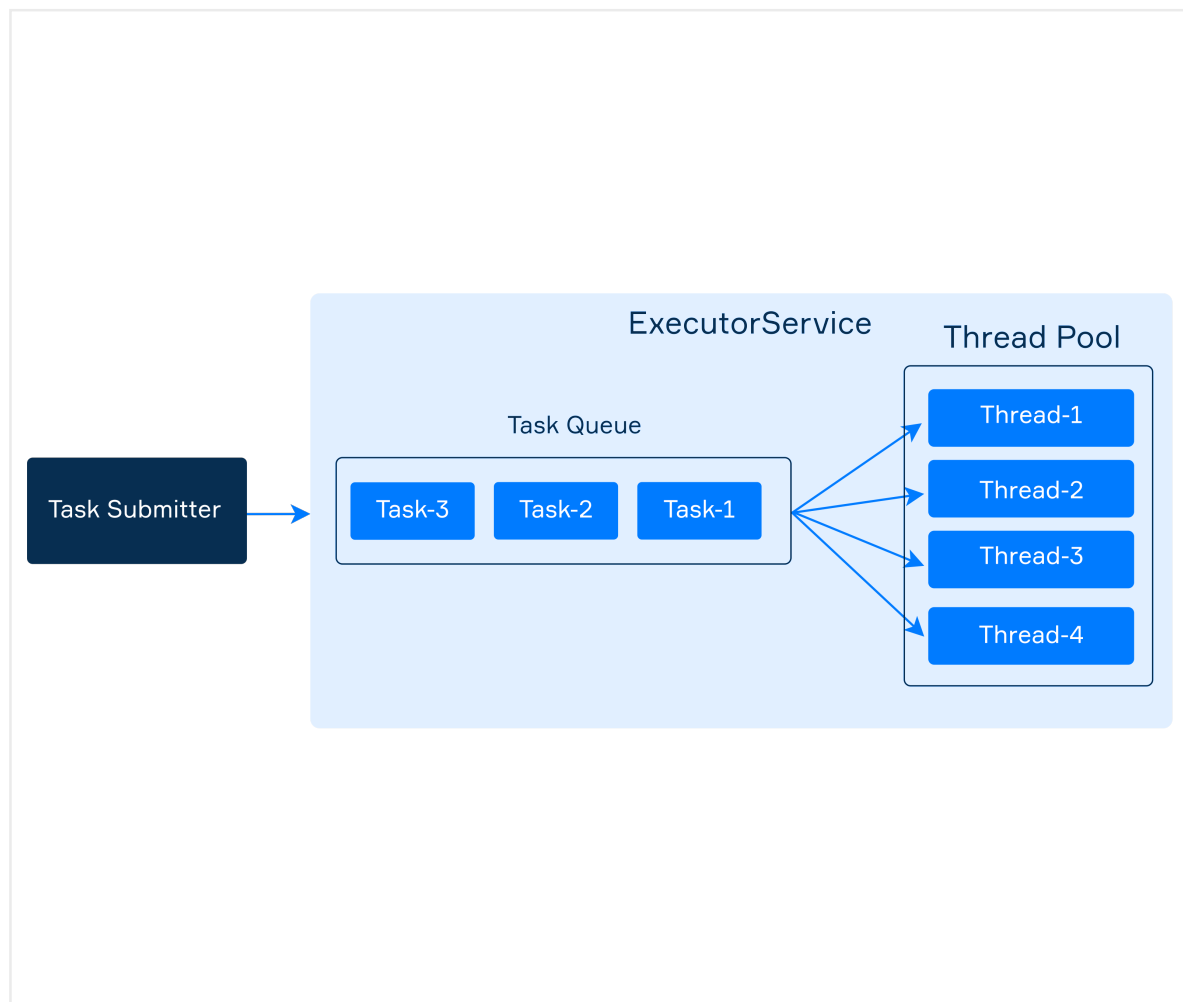 ExecutorService
Thread Pool
Task Queue
Task Submitter
Task-3
Task-2
Task-1
Thread-1
Thread-2
Thread-3
Thread-4